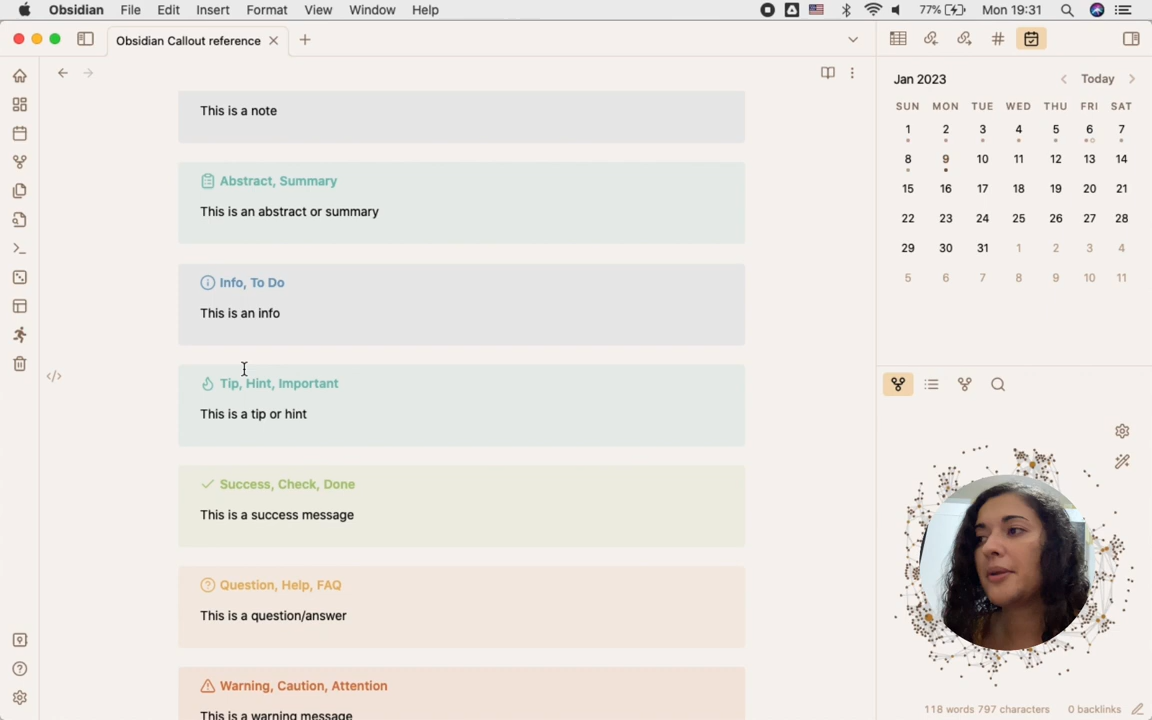 Obsidian File Edit Insert Format View Window Help
77% Mon 19:31
Obsidian Callout reference
This is a note
Abstract, Summary
This is an abstract or summary
Info, To Do
This is an info
Tip, Hint, Important
This is a tip or hint
Success, Check, Done
This is a success message
Question, Help, FAQ
This is a question/answer
Warning, Caution, Attention
This is a warning message
Jan 2023
Today
SUN MON TUE WED THU FRI SAT
1 2 3 4 5 6 7
8 9 10 11 12 13 14
15 16 17 18 19 20 21
22 23 24 25 26 27 28
29 30 31 1 2 3 4
5 6 7 8 9 10 11
118 words 797 characters 0 backlinks